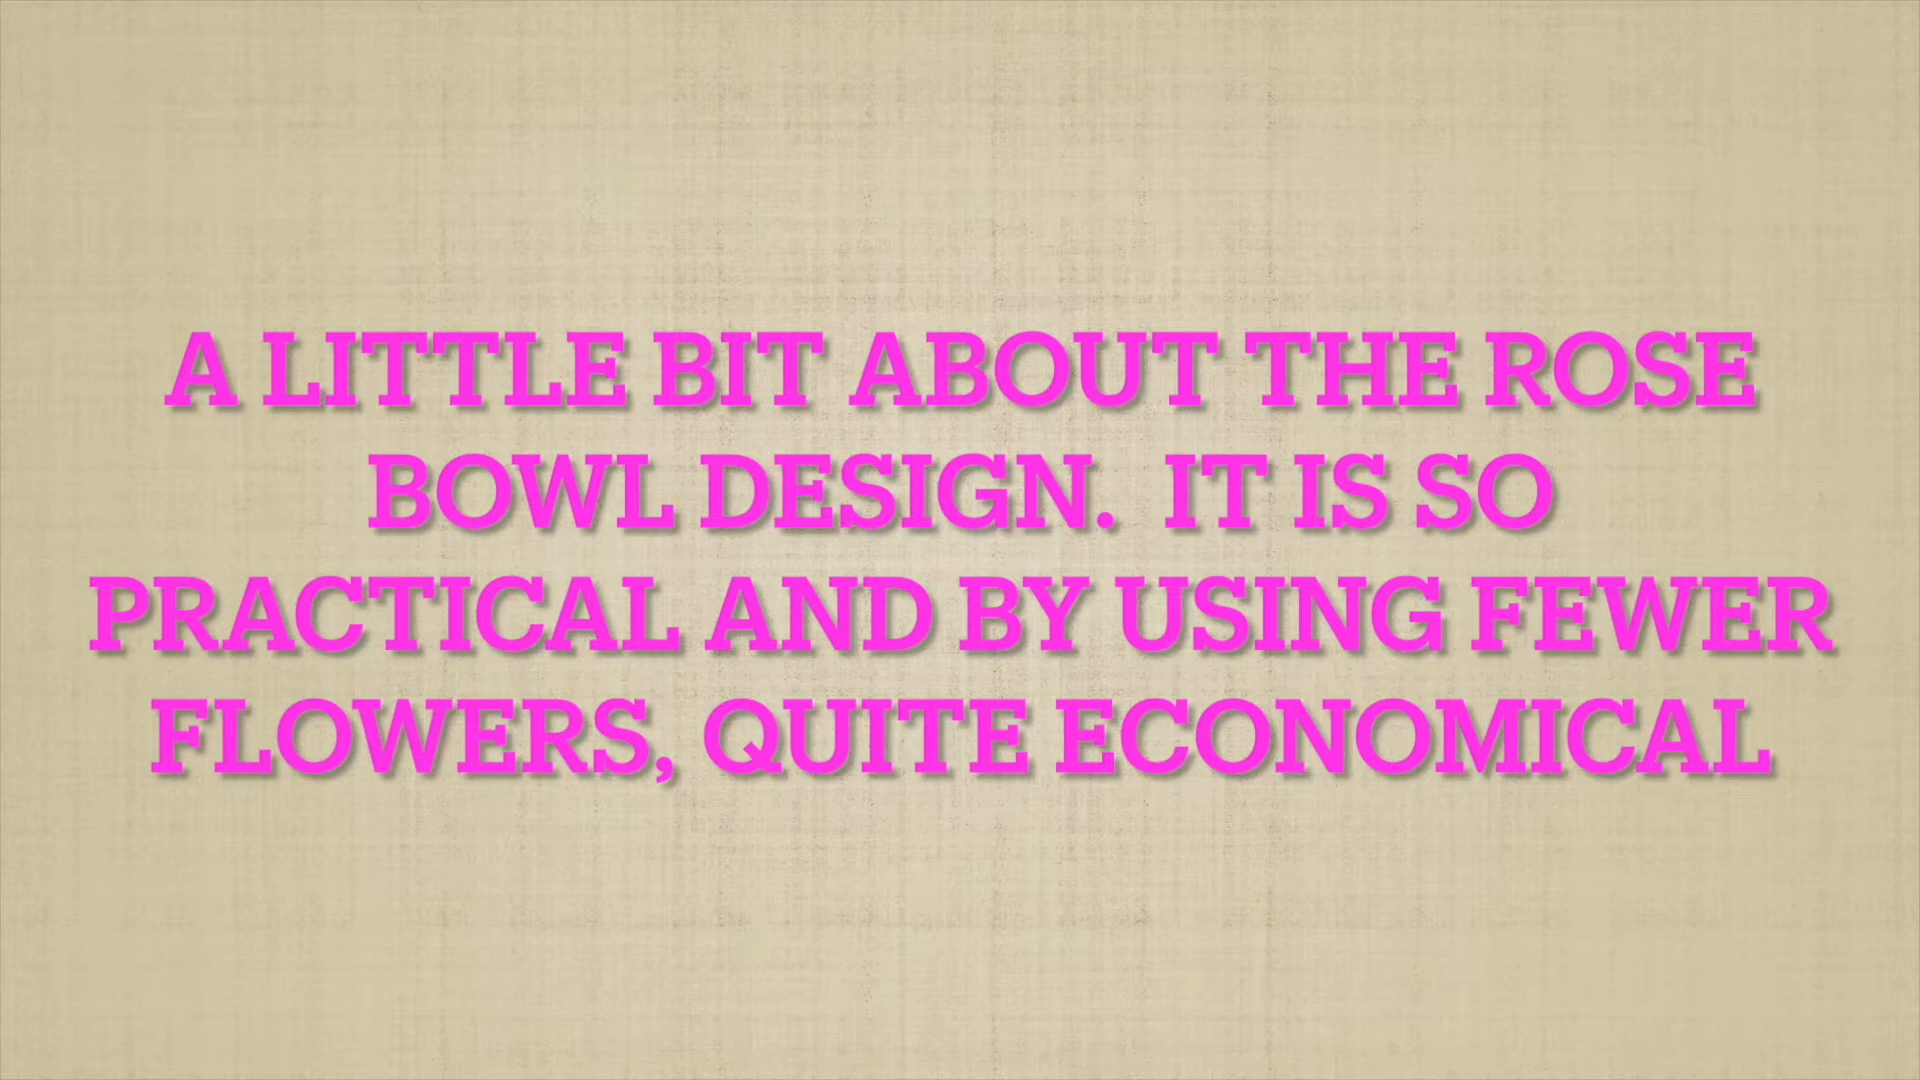 A LITTLE BIT ABOUT THE ROSE
BOWL DESIGN.  IT IS SO
PRACTICAL AND BY USING FEWER
FLOWERS, QUITE ECONOMICAL